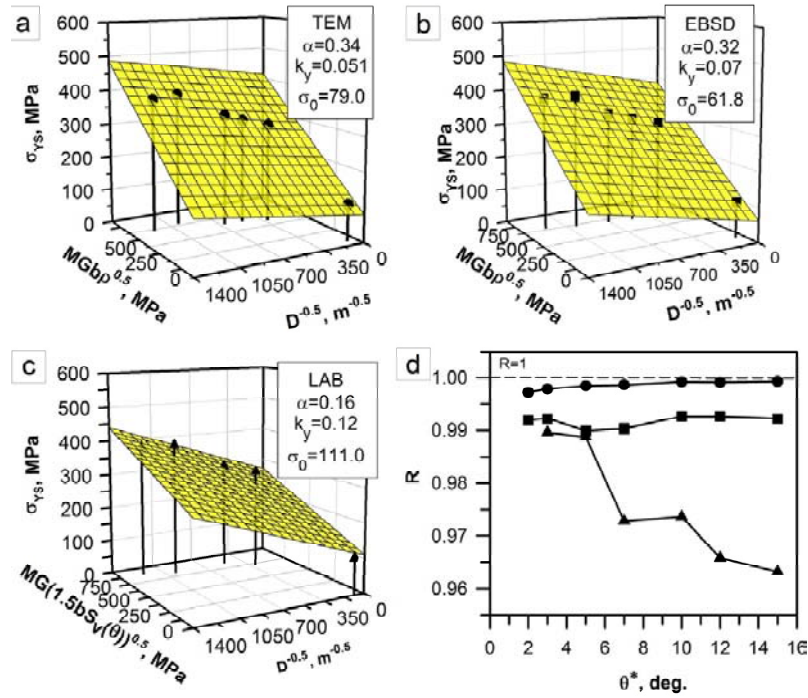 a
TEM
α=0.34
k_y=0.051
σ_0=79.0
σ_YS, MPa
600
500
400
300
200
100
0
500
250
0
MGbρ^0.5, MPa
1400
1050
700
350
0
D^-0.5, m^-0.5
b
EBSD
α=0.32
k_y=0.07
σ_0=61.8
σ_YS, MPa
600
500
400
300
200
100
0
750
500
250
0
MGbρ^0.5, MPa
1400
1050
700
350
0
D^-0.5, m^-0.5
c
LAB
α=0.16
k_y=0.12
σ_0=111.0
σ_YS, MPa
600
500
400
300
200
100
0
750
500
250
0
MG(1.5bS_V(θ))^0.5, MPa
1400
1050
700
350
0
D^-0.5, m^-0.5
d
R=1
1.00
0.99
0.98
0.97
0.96
R
0 2 4 6 8 10 12 14 16
θ*, deg.